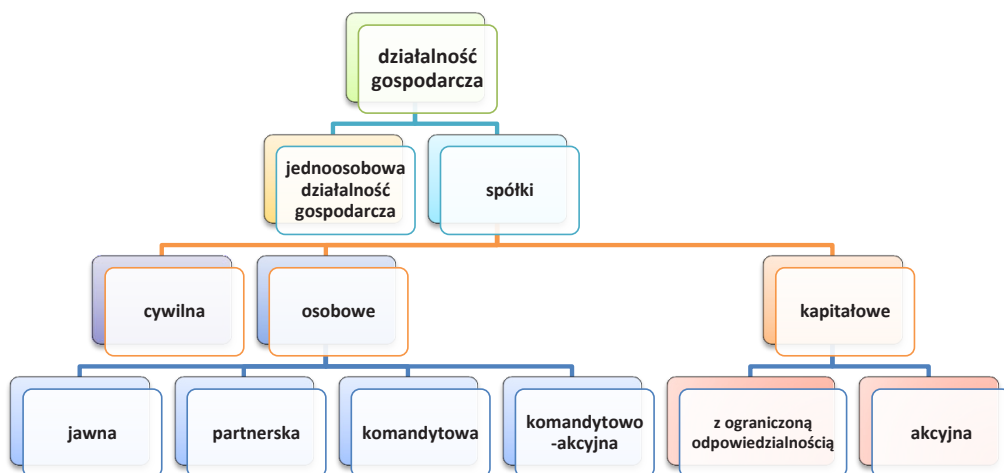 działalność
gospodarcza
jednoosobowa
działalność
gospodarcza
spółki
cywilna
osobowe
kapitałowe
jawna
partnerska
komandytowa
komandytowo
-akcyjna
z ograniczoną
odpowiedzialnością
akcyjna